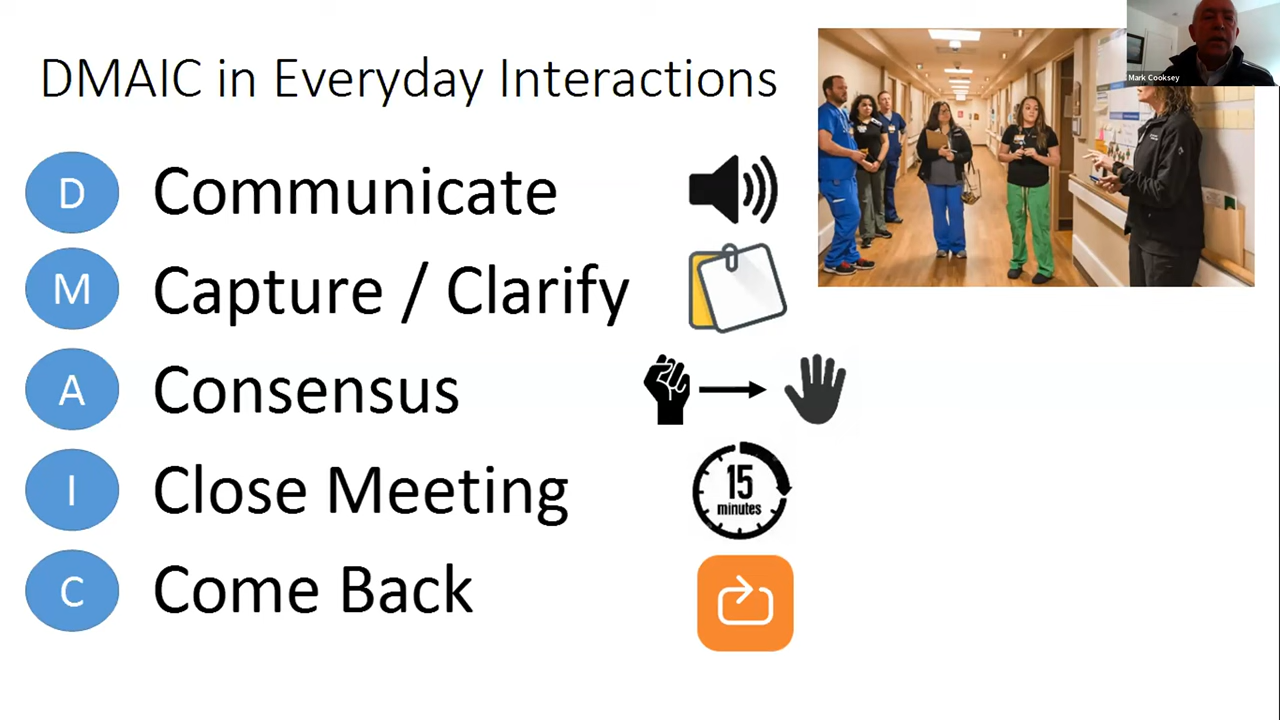 DMAIC in Everyday Interactions
Mark Cooksey
D Communicate
M Capture / Clarify
A Consensus
I Close Meeting
15
minutes
C Come Back